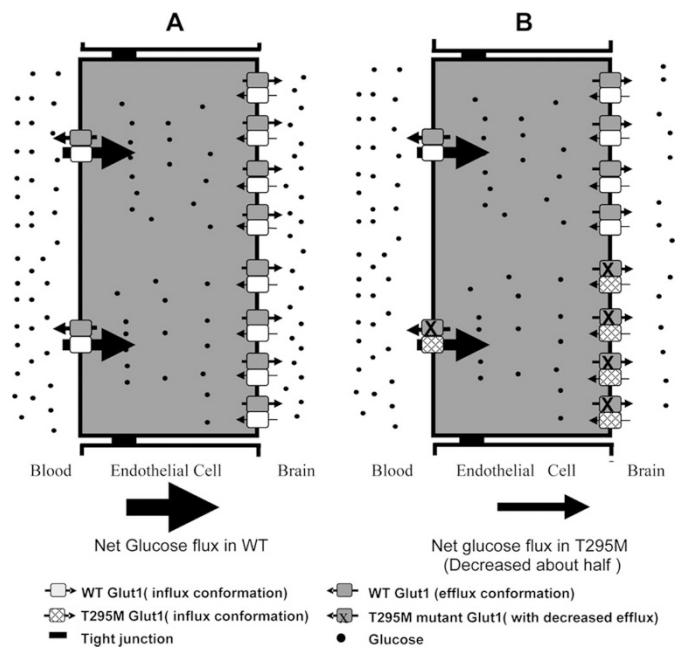 A
B
Blood Endothelial Cell Brain
Blood Endothelial Cell Brain
Net Glucose flux in WT
Net glucose flux in T295M
(Decreased about half )
WT Glut1( influx conformation)
WT Glut1 (efflux conformation)
T295M Glut1( influx conformation)
X T295M mutant Glut1( with decreased efflux)
Tight junction
Glucose